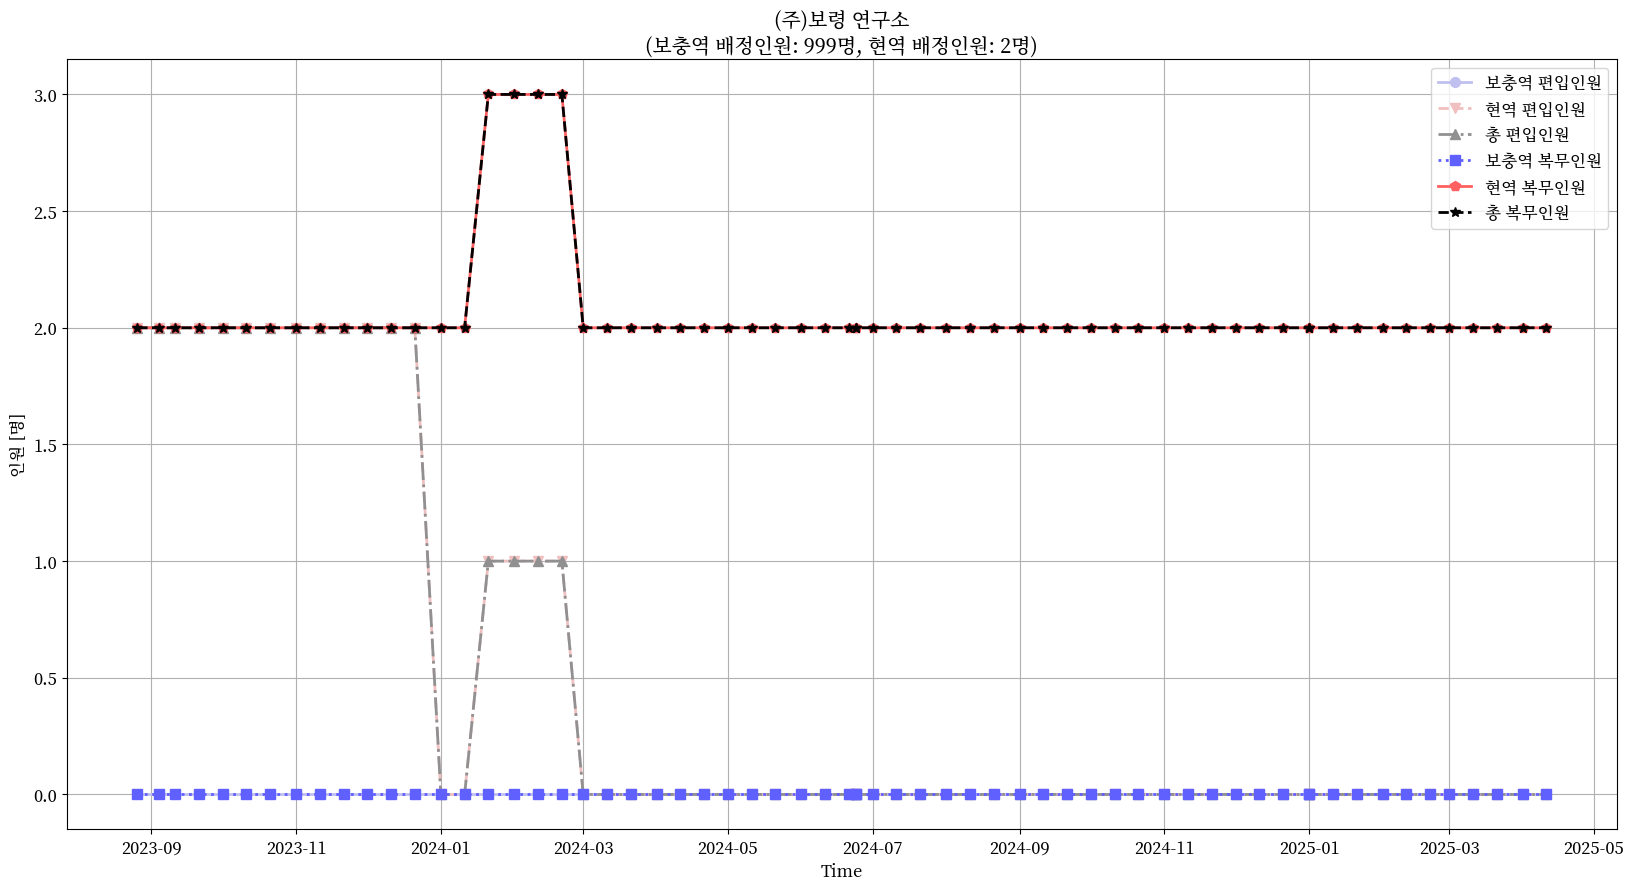 (주)보령 연구소
(보충역 배정인원: 999명, 현역 배정인원: 2명)
보충역 편입인원
현역 편입인원
총 편입인원
보충역 복무인원
현역 복무인원
총 복무인원
인원 [명]
3.0
2.5
2.0
1.5
1.0
0.5
0.0
2023-09 2023-11 2024-01 2024-03 2024-05 2024-07 2024-09 2024-11 2025-01 2025-03 2025-05
Time